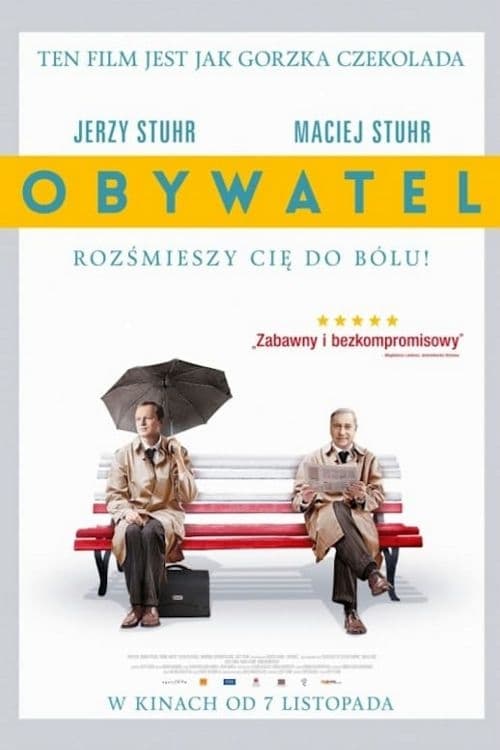 TEN FILM JEST JAK GORZKA CZEKOLADA
JERZY STUHR MACIEJ STUHR
OBYWATEL
ROZŚMIESZY CIĘ DO BÓLU!
„Zabawny i bezkompromisowy"
W KINACH OD 7 LISTOPADA